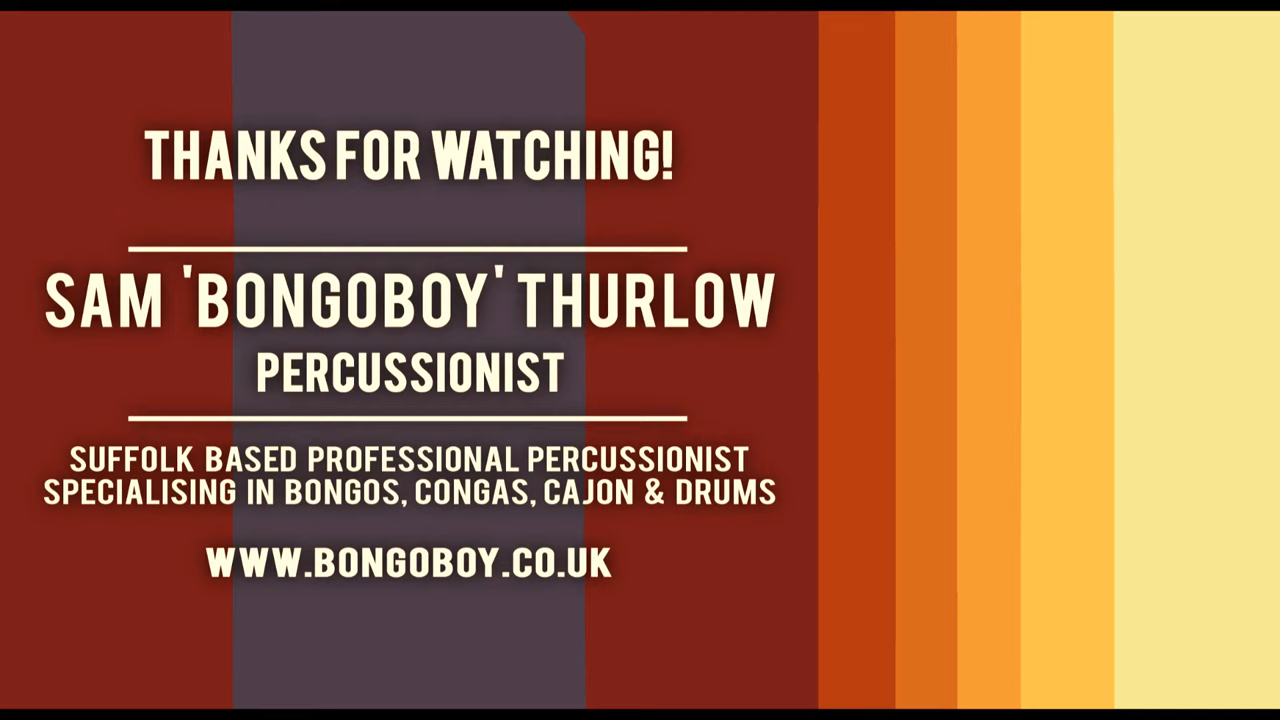 THANKS FOR WATCHING!
SAM 'BONGOBOY' THURLOW
PERCUSSIONIST
SUFFOLK BASED PROFESSIONAL PERCUSSIONIST
SPECIALISING IN BONGOS, CONGAS, CAJON & DRUMS
WWW.BONGOBOY.CO.UK